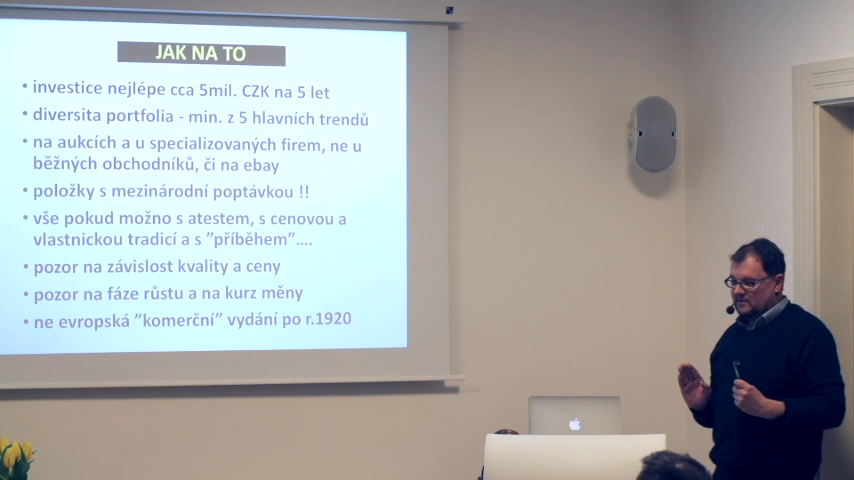 JAK NA TO
• investice nejlépe cca 5mil. CZK na 5 let
• diversita portfolia - min. z 5 hlavních trendů
• na aukcích a u specializovaných firem, ne u
běžných obchodníků, či na ebay
• položky s mezinárodní poptávkou !!
• vše pokud možno s atestem, s cenovou a
vlastnickou tradicí a s ”příběhem”....
• pozor na závislost kvality a ceny
• pozor na fáze růstu a na kurz měny
• ne evropská ”komerční” vydání po r.1920